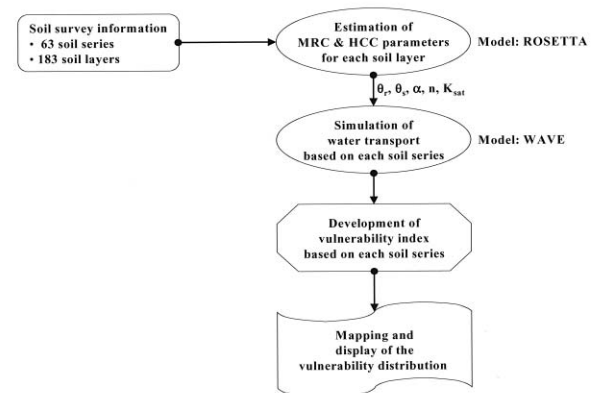 Soil survey information
• 63 soil series
• 183 soil layers
Estimation of
MRC & HCC parameters
for each soil layer
Model: ROSETTA
θr, θs, α, n, Ksat
Simulation of
water transport
based on each soil series
Model: WAVE
Development of
vulnerability index
based on each soil series
Mapping and
display of the
vulnerability distribution